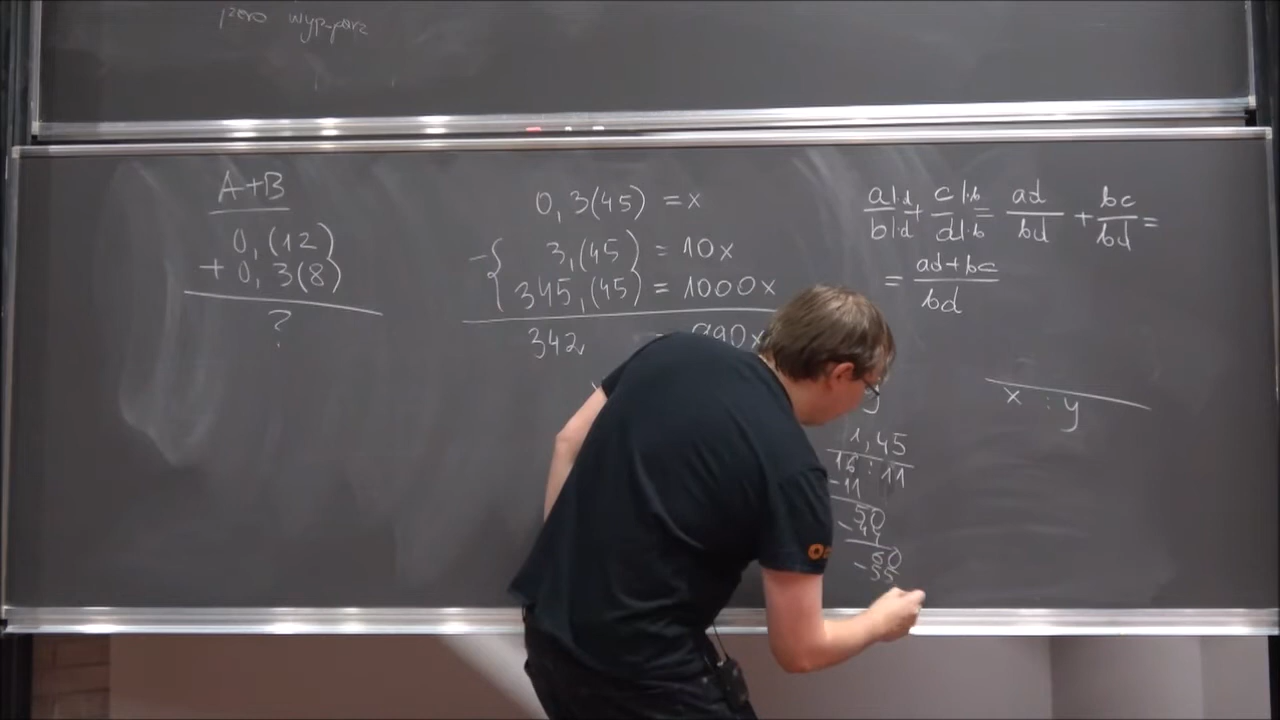 A+B
0,(12)
+ 0,3(8)
?
0,3(45) = x
3,(45) = 10x
345,(45) = 1000x
342 = 990x
a|·d + c|·b = ad + bc =
b|·d d|·b bd bd
= ad+bc
bd
x : y
y
1,45
16 : 11
-11
50
-44
60
-55